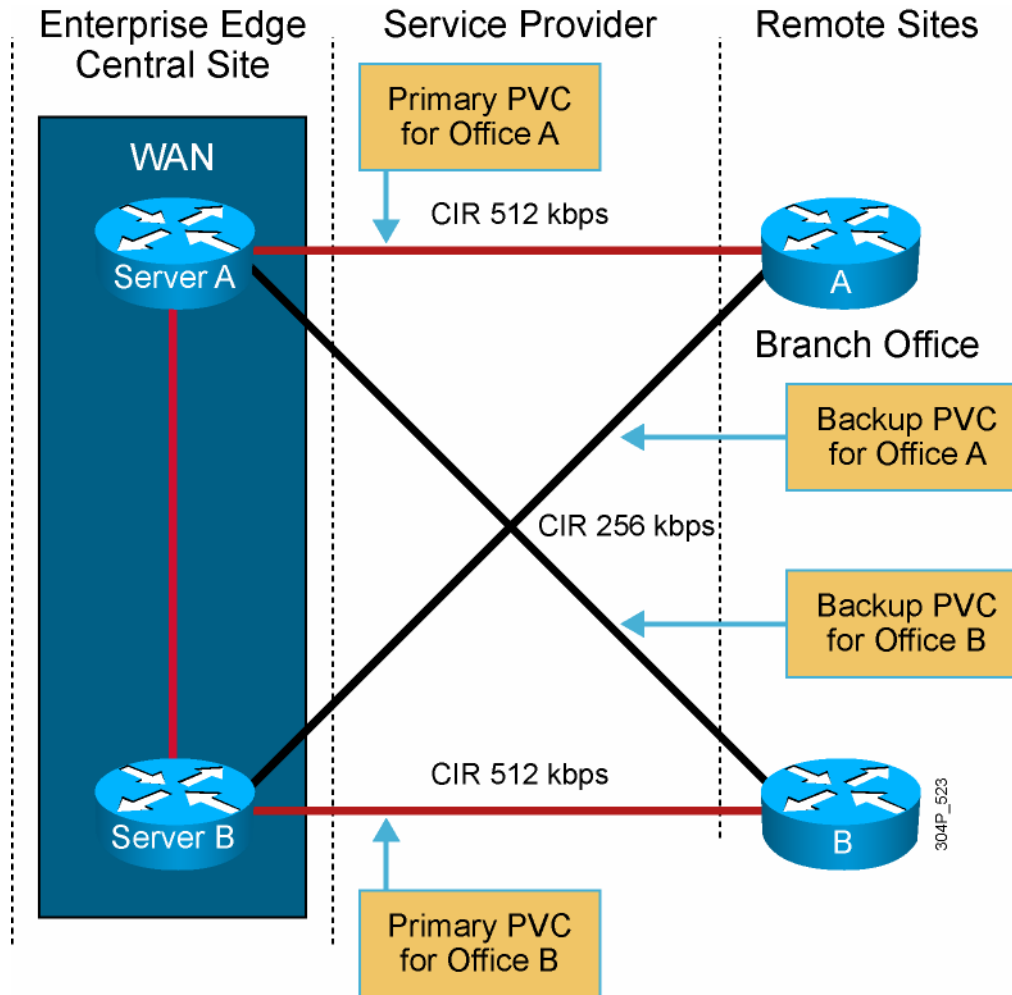 Enterprise Edge
Central Site
Service Provider
Remote Sites
Primary PVC
for Office A
WAN
CIR 512 kbps
Server A
A
Branch Office
Backup PVC
for Office A
CIR 256 kbps
Backup PVC
for Office B
CIR 512 kbps
Server B
B
304P_523
Primary PVC
for Office B